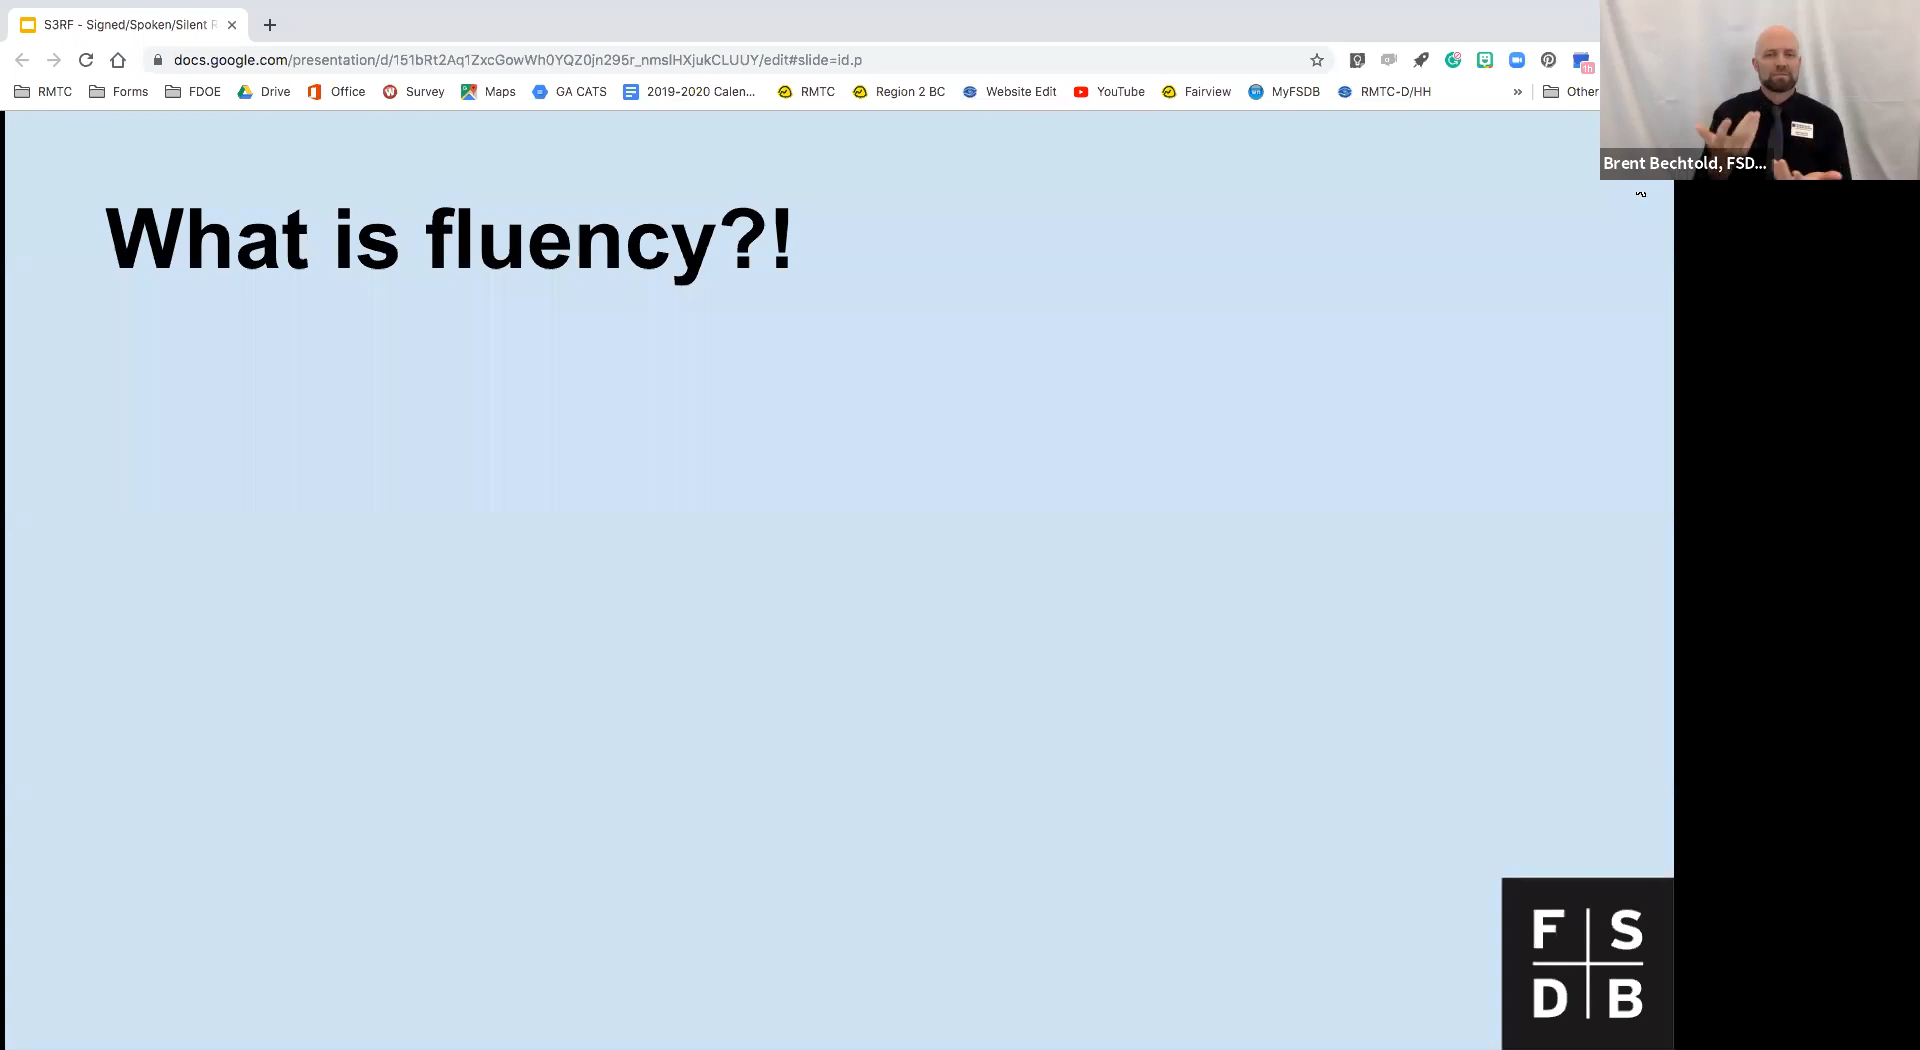 S3RF - Signed/Spoken/Silent R
docs.google.com/presentation/d/151bRt2Aq1ZxcGowWh0YQZ0jn295r_nmslHXjukCLUUY/edit#slide=id.p
1h
RMTC Forms FDOE Drive Office Survey Maps GA CATS 2019-2020 Calen... RMTC Region 2 BC Website Edit YouTube Fairview MyFSDB RMTC-D/HH » Other
Brent Bechtold, FSD...
What is fluency?!
F S
D B